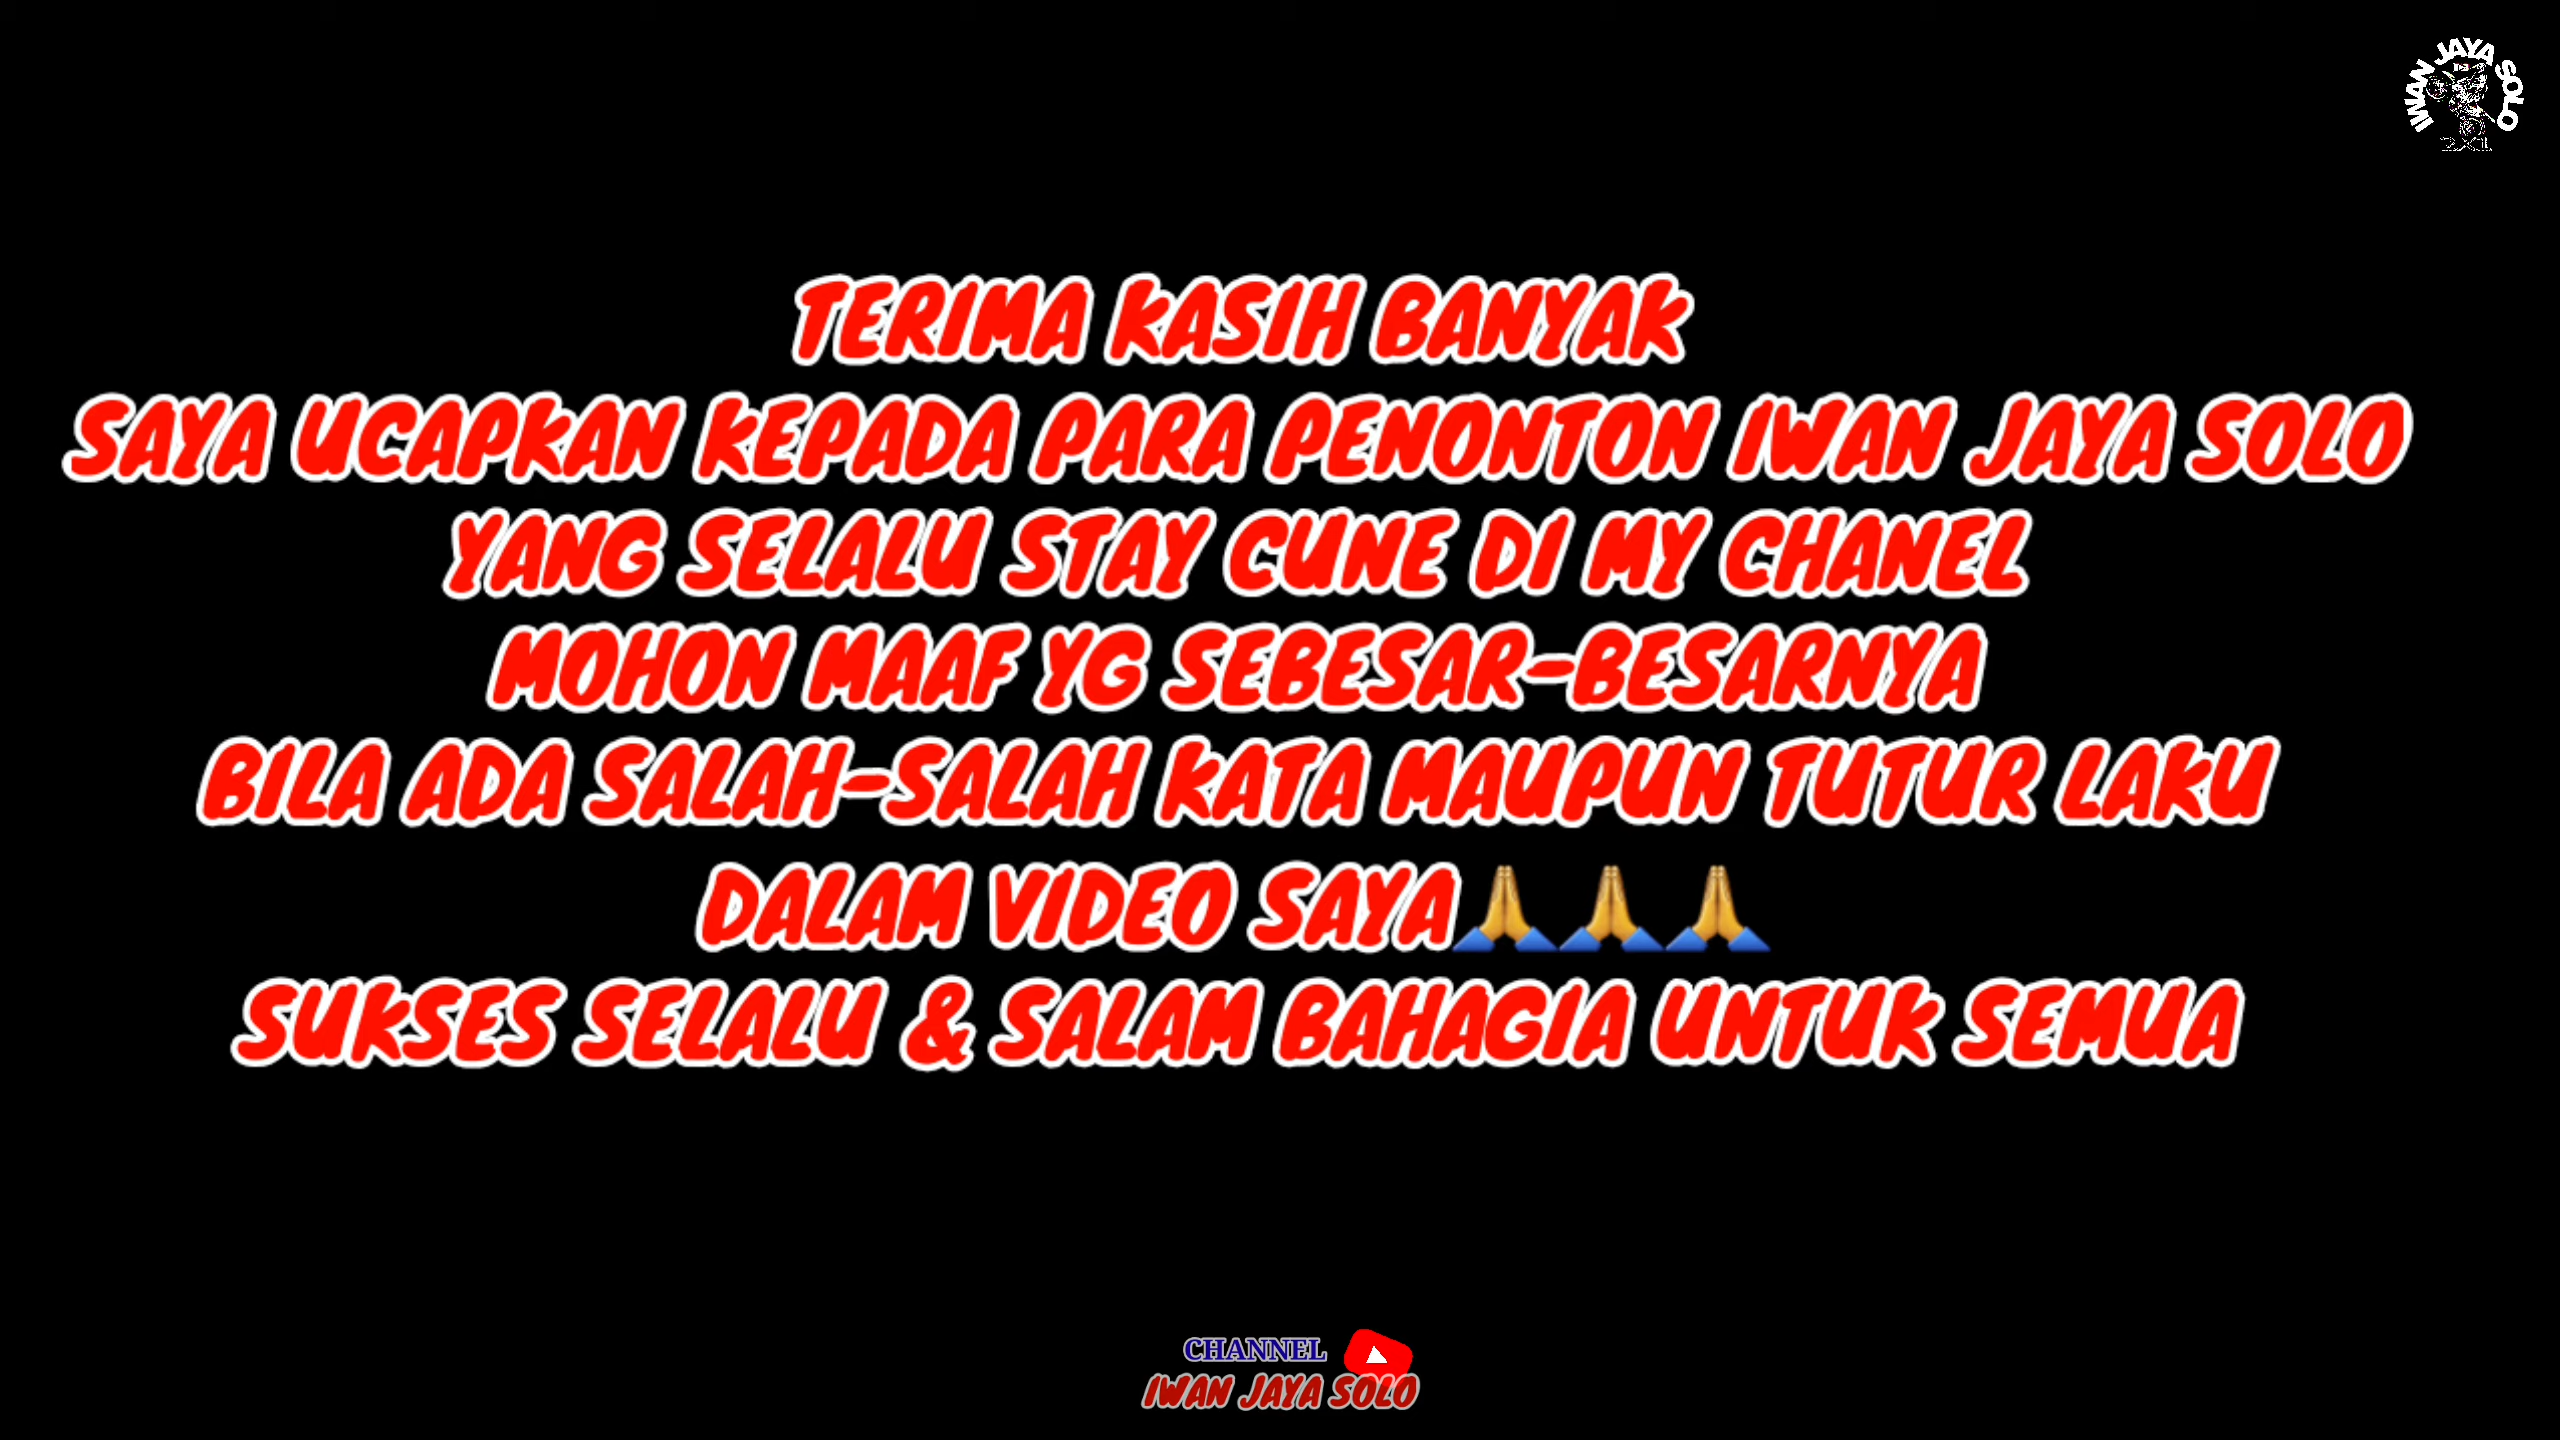 IWAN JAYA SOLO
TERIMA KASIH BANYAK
SAYA UCAPKAN KEPADA PARA PENONTON IWAN JAYA SOLO
YANG SELALU STAY CUNE DI MY CHANEL
MOHON MAAF YG SEBESAR-BESARNYA
BILA ADA SALAH-SALAH KATA MAUPUN TUTUR LAKU
DALAM VIDEO SAYA🙏🙏🙏
SUKSES SELALU & SALAM BAHAGIA UNTUK SEMUA
CHANNEL
IWAN JAYA SOLO